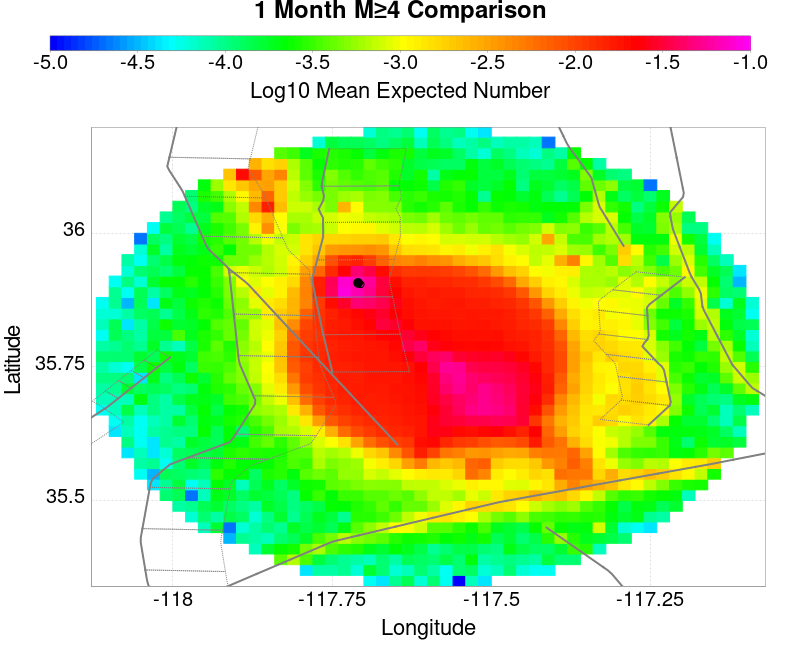 1 Month M≥4 Comparison
-5.0 -4.5 -4.0 -3.5 -3.0 -2.5 -2.0 -1.5 -1.0
Log10 Mean Expected Number
36
35.75
35.5
Latitude
-118 -117.75 -117.5 -117.25
Longitude